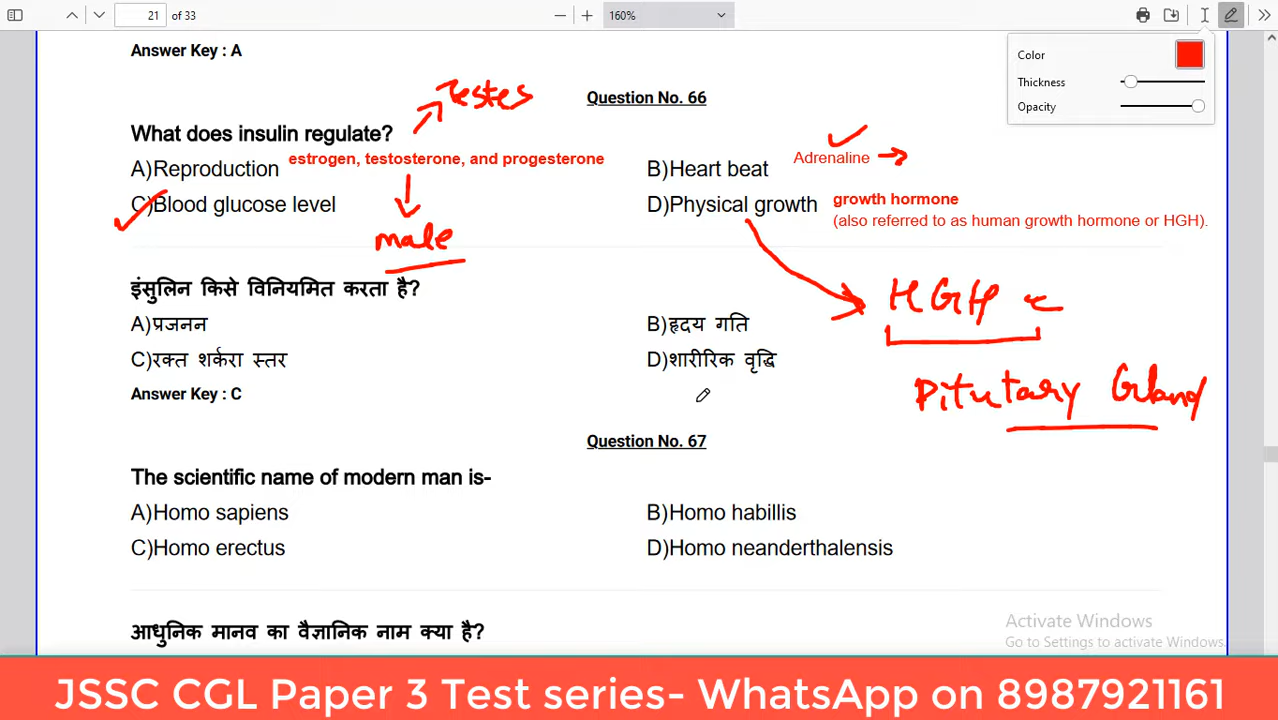 21 of 33
160%
Color
Thickness
Opacity
Answer Key : A
Testes
Question No. 66
What does insulin regulate?
A)Reproduction estrogen, testosterone, and progesterone
B)Heart beat Adrenaline
C)Blood glucose level
D)Physical growth growth hormone
(also referred to as human growth hormone or HGH).
male
इंसुलिन किसे विनियमित करता है?
HGH
A)प्रजनन
B)हृदय गति
C)रक्त शर्करा स्तर
D)शारीरिक वृद्धि
Pitutary Gland
Answer Key : C
Question No. 67
The scientific name of modern man is-
A)Homo sapiens
B)Homo habillis
C)Homo erectus
D)Homo neanderthalensis
Activate Windows
Go to Settings to activate Windows.
आधुनिक मानव का वैज्ञानिक नाम क्या है?
JSSC CGL Paper 3 Test series- WhatsApp on 8987921161